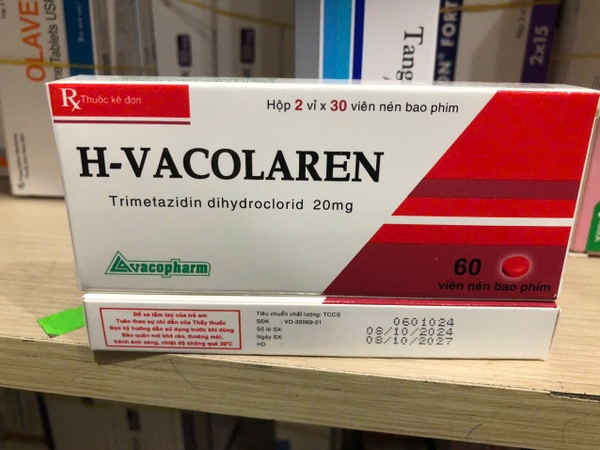 OLAVE
Tablets USP
Tang
ON® FORT
2x15
Rx Thuốc kê đơn
Hộp 2 vỉ x 30 viên nén bao phim
H-VACOLAREN
Trimetazidin dihydroclorid 20mg
vacopharm
60
viên nén bao phim
Để xa tầm tay của trẻ em
Tuân theo sự chỉ dẫn của Thầy thuốc
Đọc kỹ hướng dẫn sử dụng trước khi dùng
Bảo quản nơi khô ráo, thoáng mát,
tránh ánh sáng, nhiệt độ không quá 30°C
Tiêu chuẩn chất lượng: TCCS
SĐK : VD-35069-21
Số lô SX: 0601024
Ngày SX: 08/10/2024
HD : 08/10/2027